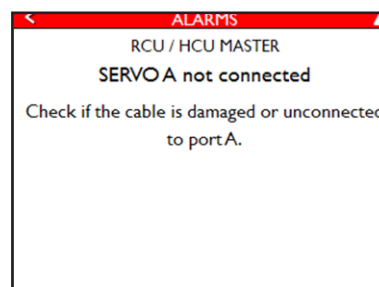 < ALARMS
RCU / HCU MASTER
SERVO A not connected
Check if the cable is damaged or unconnected
to port A.